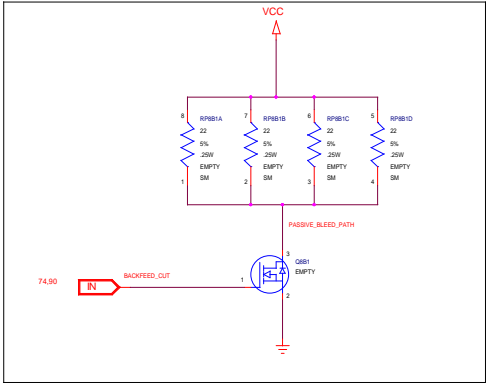 VCC
8 RP8B1A 7 RP8B1B 6 RP8B1C 5 RP8B1D
22 22 22 22
5% 5% 5% 5%
.25W .25W .25W .25W
EMPTY EMPTY EMPTY EMPTY
1 SM 2 SM 3 SM 4 SM
PASSIVE_BLEED_PATH
3
Q8B1
EMPTY
74,90 IN BACKFEED_CUT 1
2